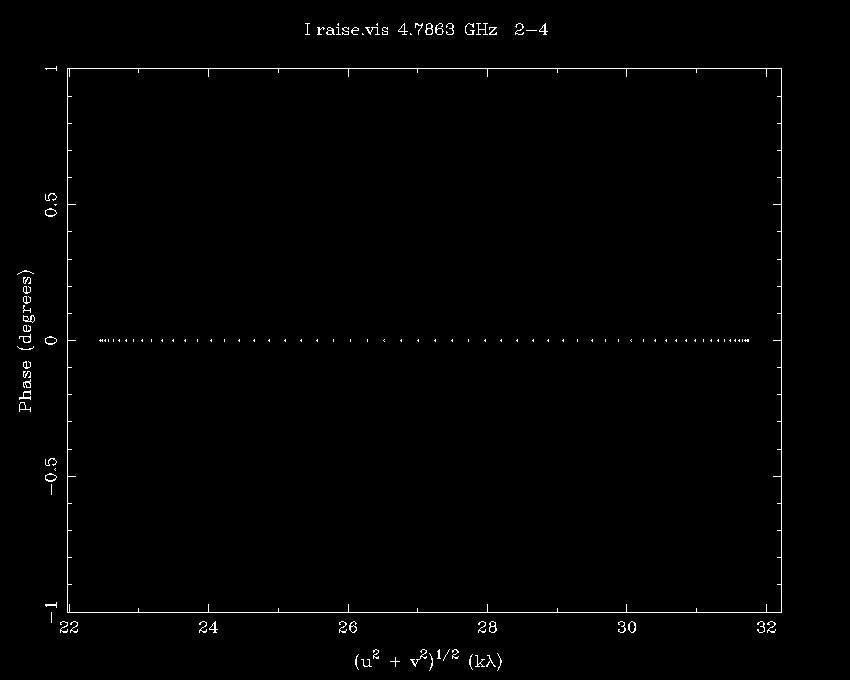 I raise.vis 4.7863 GHz 2−4
1
0.5
0
−0.5
−1
Phase (degrees)
22 24 26 28 30 32
(u² + v²)^1/2 (kλ)